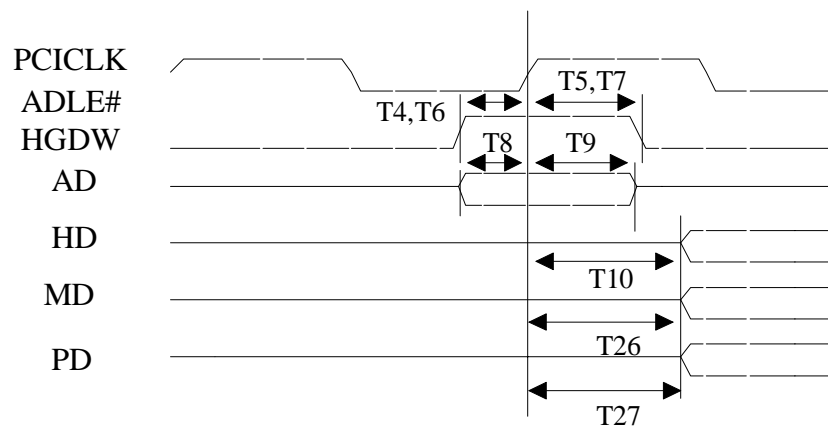 PCICLK
ADLE#
T4,T6
T5,T7
HGDW
T8
T9
AD
HD
T10
MD
T26
PD
T27